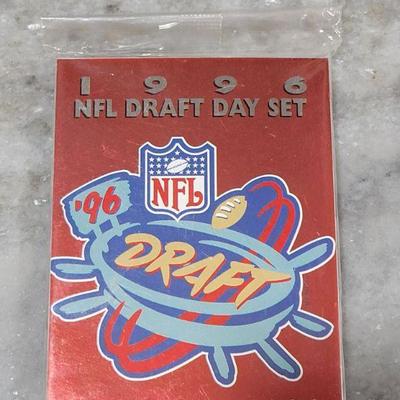 1996
NFL DRAFT DAY SET
NFL
'96
DRAFT